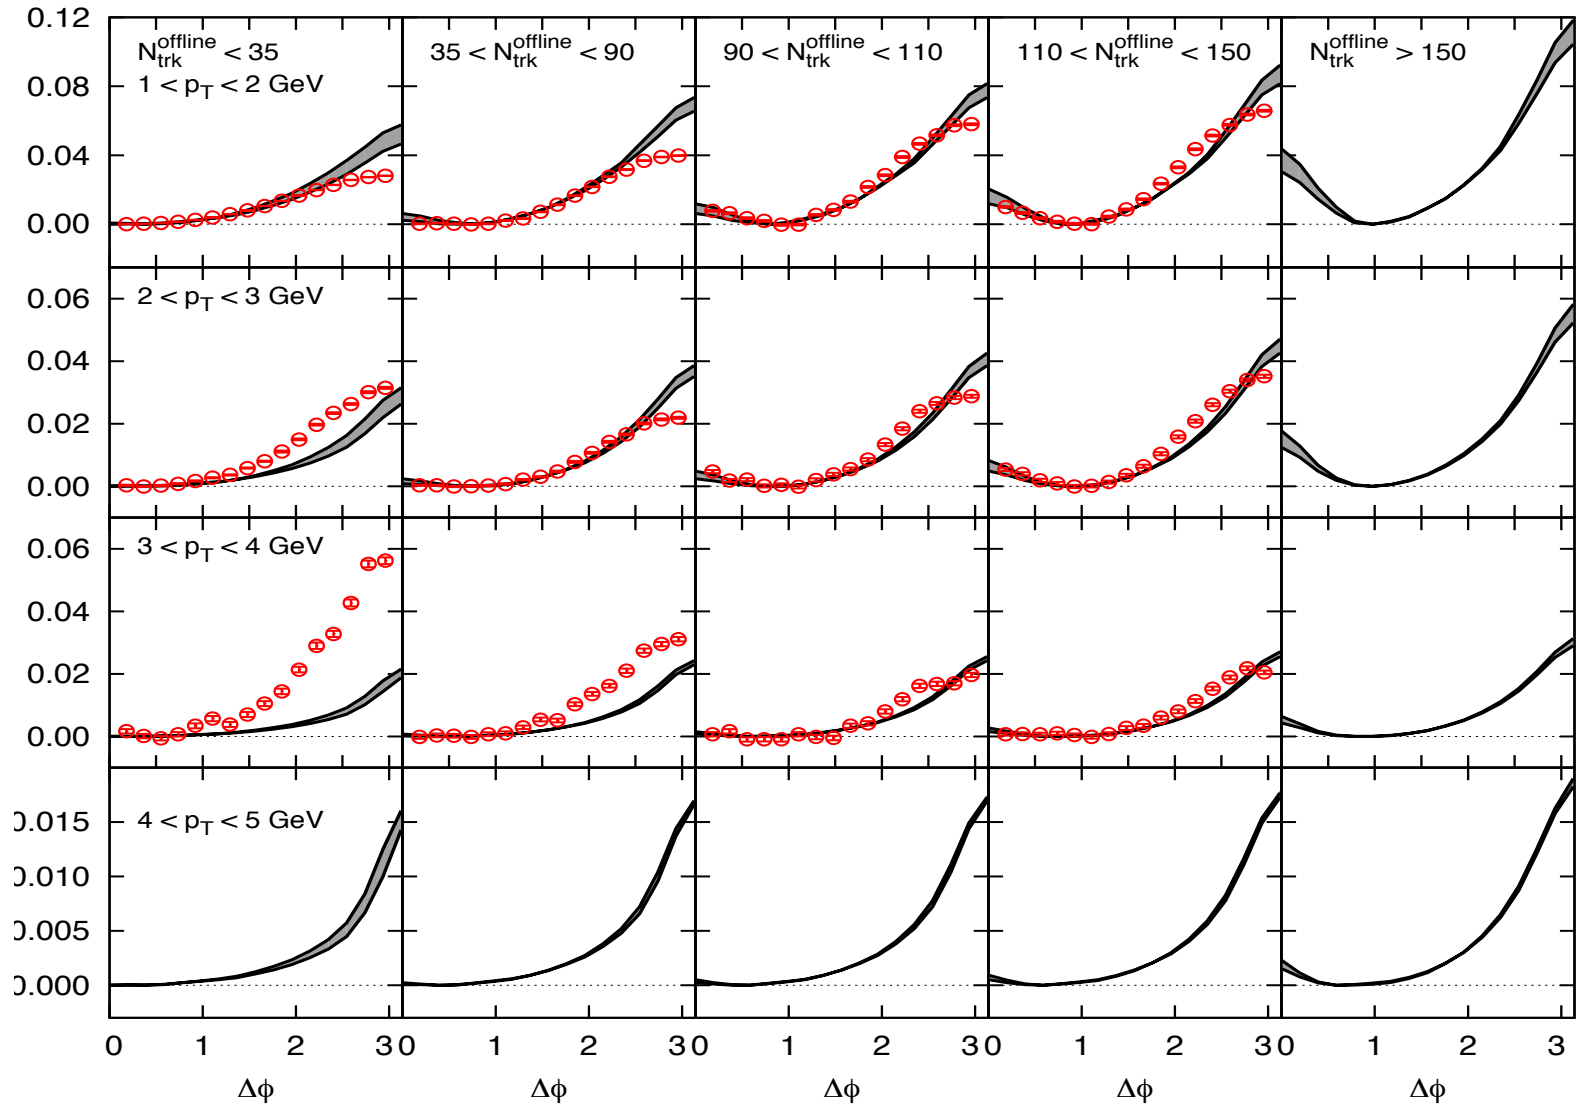 0.12
0.08
0.04
0.00
N_trk^offline < 35
35 < N_trk^offline < 90
90 < N_trk^offline < 110
110 < N_trk^offline < 150
N_trk^offline > 150
1 < p_T < 2 GeV
0.06
0.04
0.02
0.00
2 < p_T < 3 GeV
0.06
0.04
0.02
0.00
3 < p_T < 4 GeV
0.015
0.010
0.005
0.000
4 < p_T < 5 GeV
0 1 2 3 0 1 2 3 0 1 2 3 0 1 2 3 0 1 2 3
Δϕ Δϕ Δϕ Δϕ Δϕ